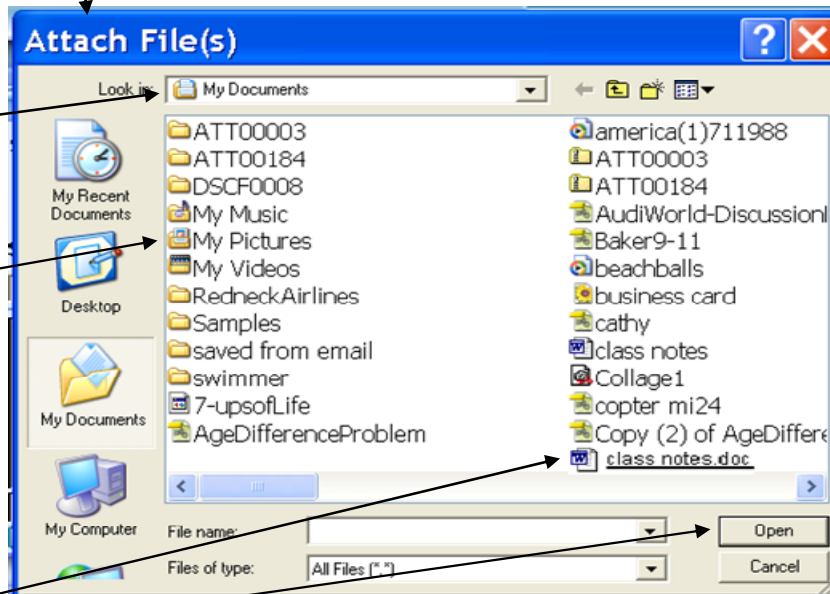 Attach File(s)
Look in: My Documents
My Recent
Documents
Desktop
My Documents
My Computer
ATT00003
ATT00184
DSCF0008
My Music
My Pictures
My Videos
RedneckAirlines
Samples
saved from email
swimmer
7-upsofLife
AgeDifferenceProblem
america(1)711988
ATT00003
ATT00184
AudiWorld-Discussionl
Baker9-11
beachballs
business card
cathy
class notes
Collage1
copter mi24
Copy (2) of AgeDiffere
class notes.doc
File name:
Open
Files of type: All Files (*.*)
Cancel